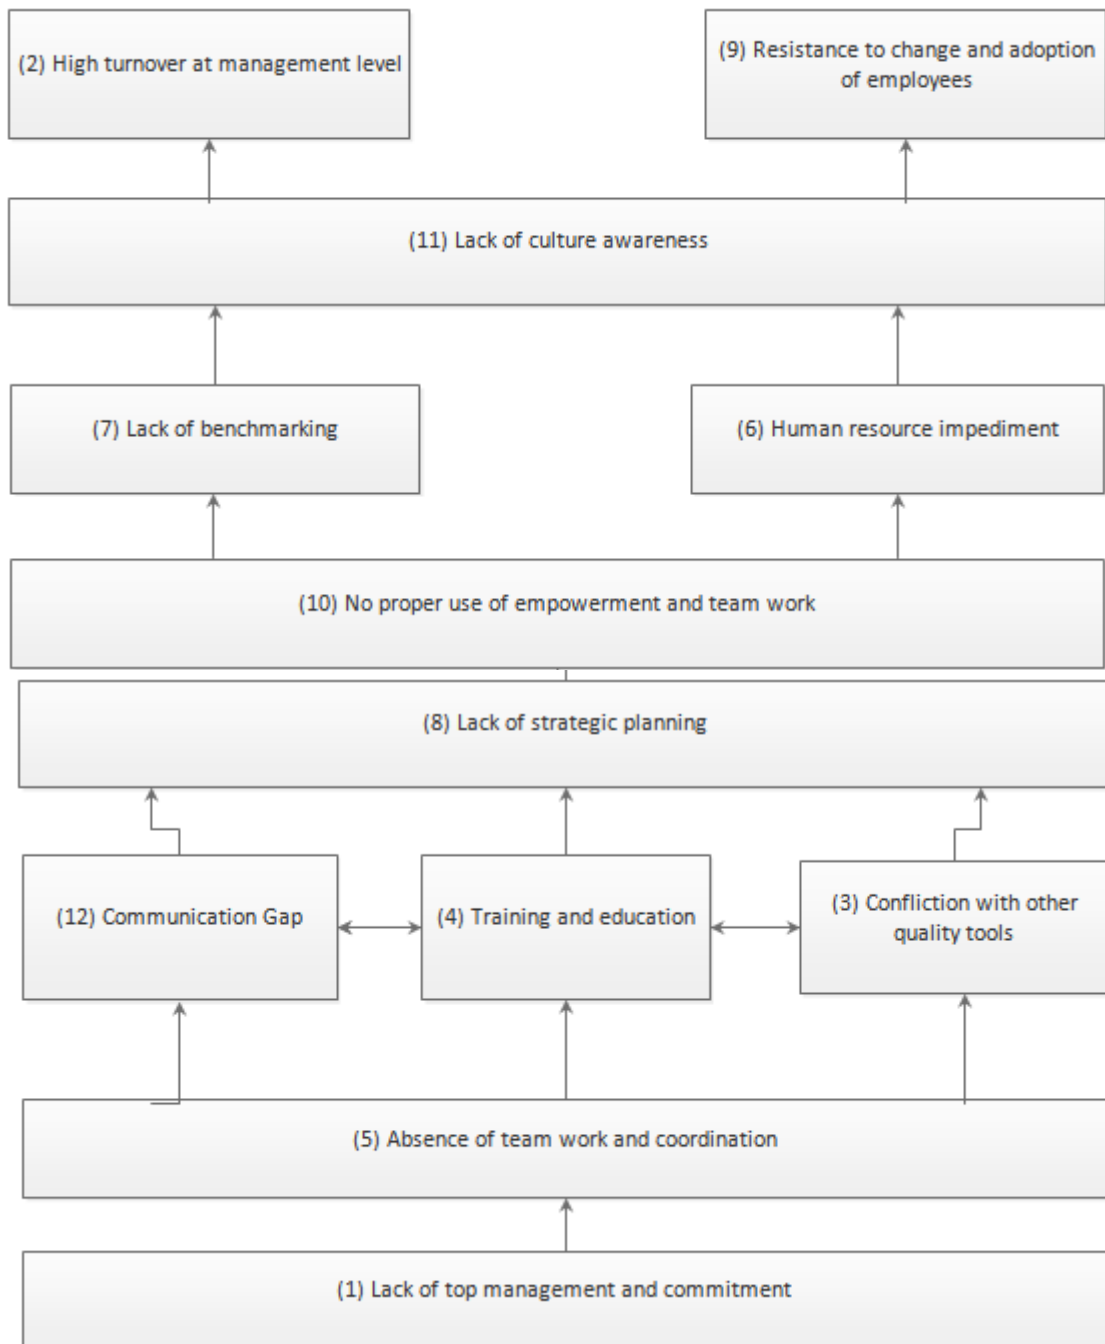 (2) High turnover at management level
(9) Resistance to change and adoption
of employees
(11) Lack of culture awareness
(7) Lack of benchmarking
(6) Human resource impediment
(10) No proper use of empowerment and team work
(8) Lack of strategic planning
(12) Communication Gap
(4) Training and education
(3) Confliction with other
quality tools
(5) Absence of team work and coordination
(1) Lack of top management and commitment